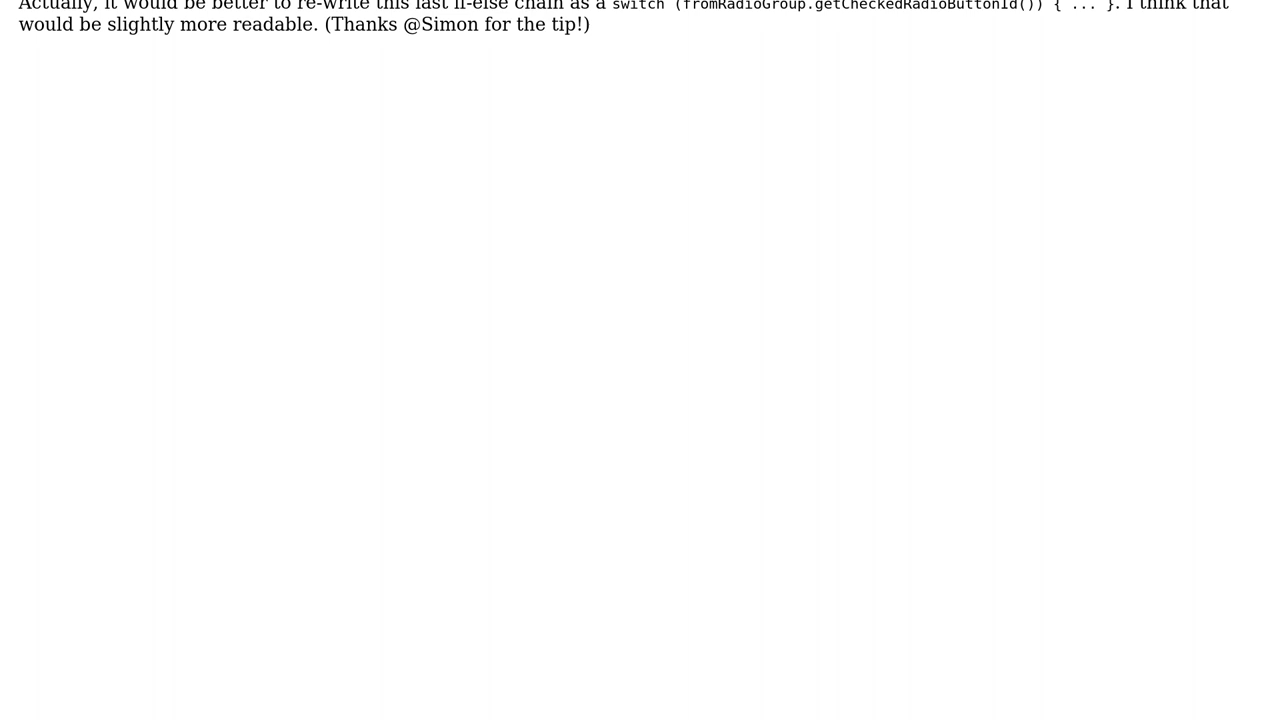 Actually, it would be better to re-write this last if-else chain as a switch (fromRadioGroup.getCheckedRadioButtonId()) { ... }. I think that
would be slightly more readable. (Thanks @Simon for the tip!)